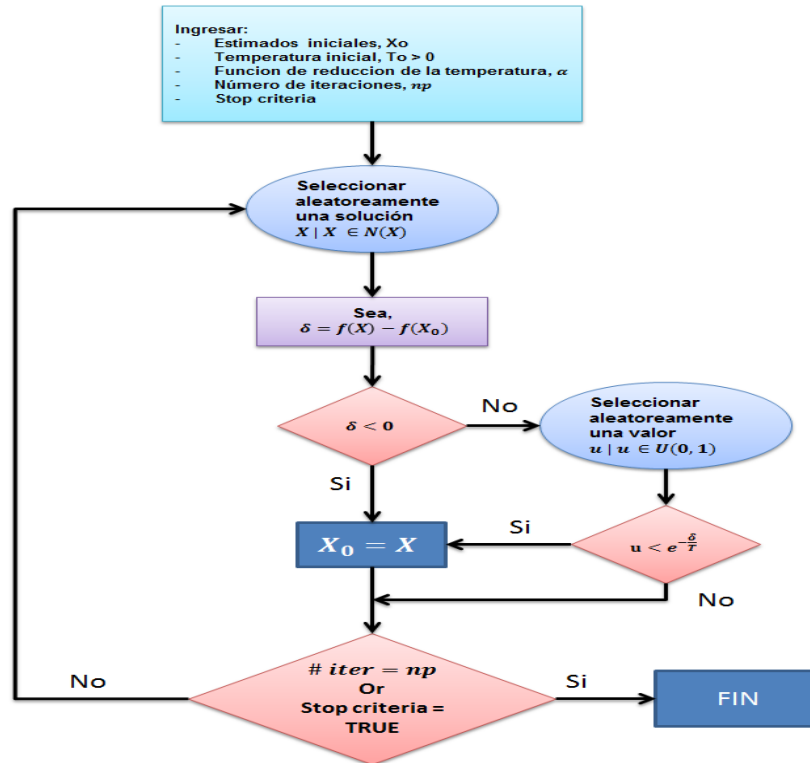 Ingresar:
- Estimados iniciales, Xo
- Temperatura inicial, To > 0
- Funcion de reduccion de la temperatura, α
- Número de iteraciones, np
- Stop criteria
Seleccionar
aleatoreamente
una solución
X | X ∈ N(X)
Sea,
δ = f(X) − f(X₀)
δ < 0
No
Seleccionar
aleatoreamente
una valor
u | u ∈ U(0, 1)
Si
X₀ = X
Si
u < e^(−δ/T)
No
# iter = np
Or
Stop criteria =
TRUE
No
Si
FIN